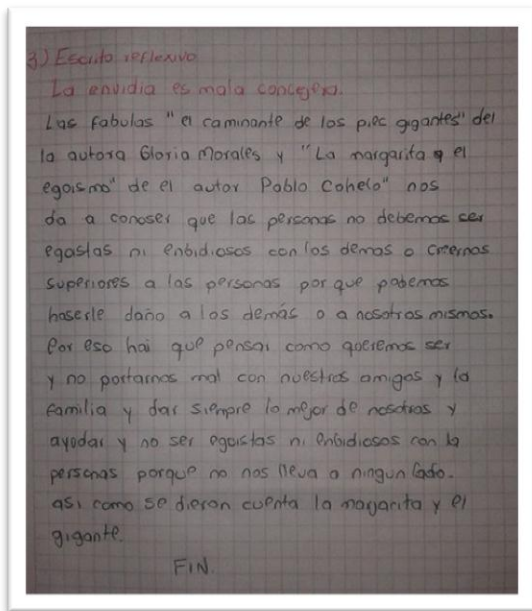 3) Escrito reflexivo
La envidia es mala concegera.
Las fabulas "el caminante de los piec gigantes" del
la autora Gloria Morales y "La margarita y el
egoismo" de el autor Pablo Cohelo" nos
da a conocer que las personas no debemos ser
egoistas ni enbidiosos con los demas o creernos
superiores a las personas por que podemos
haserle daño a los demás o a nosotros mismos.
Por eso hai que pensar como queremos ser
y no portarnos mal con nuestros amigos y la
familia y dar siempre lo mejor de nosotros y
ayudar y no ser egoistas ni enbidiosos con la
personas porque no nos lleva a ningun lado.
asi como se dieron cuenta la margarita y el
gigante.
FIN.